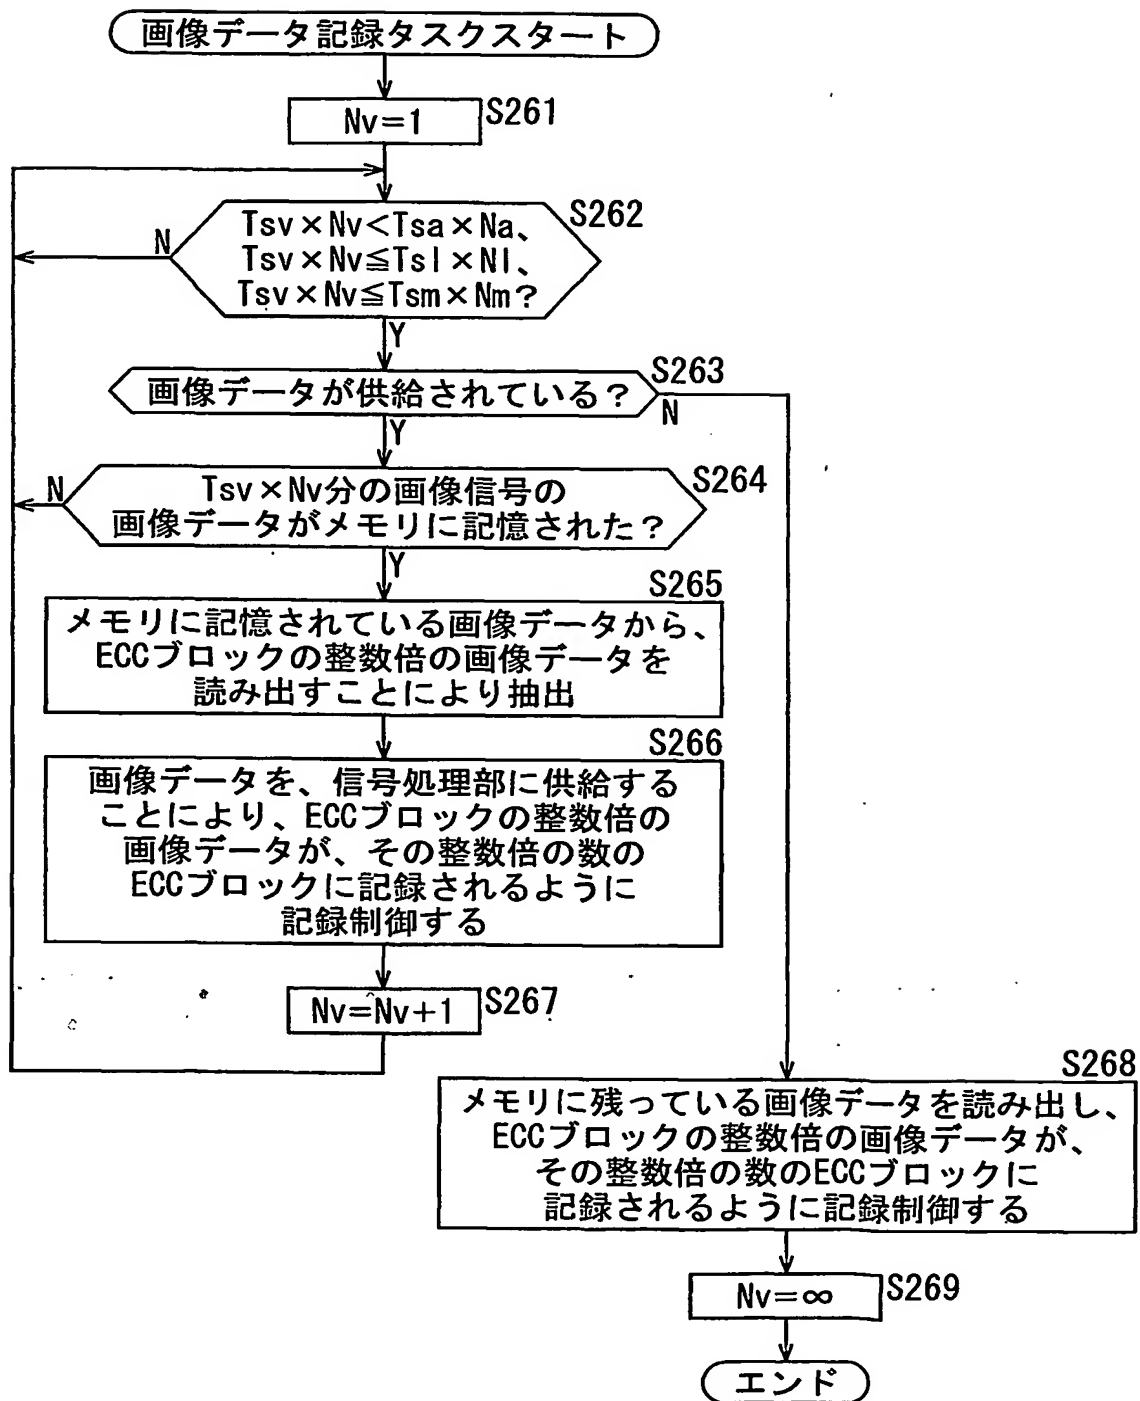 画像データ記録タスクスタート
Nv=1
S261
Tsv×Nv<Tsa×Na、
Tsv×Nv≦Tsl×Nl、
Tsv×Nv≦Tsm×Nm?
S262
N
Y
画像データが供給されている?
S263
N
Y
Tsv×Nv分の画像信号の
画像データがメモリに記憶された?
S264
N
Y
S265
メモリに記憶されている画像データから、
ECCブロックの整数倍の画像データを
読み出すことにより抽出
S266
画像データを、信号処理部に供給する
ことにより、ECCブロックの整数倍の
画像データが、その整数倍の数の
ECCブロックに記録されるように
記録制御する
Nv=Nv+1
S267
S268
メモリに残っている画像データを読み出し、
ECCブロックの整数倍の画像データが、
その整数倍の数のECCブロックに
記録されるように記録制御する
Nv=∞
S269
エンド